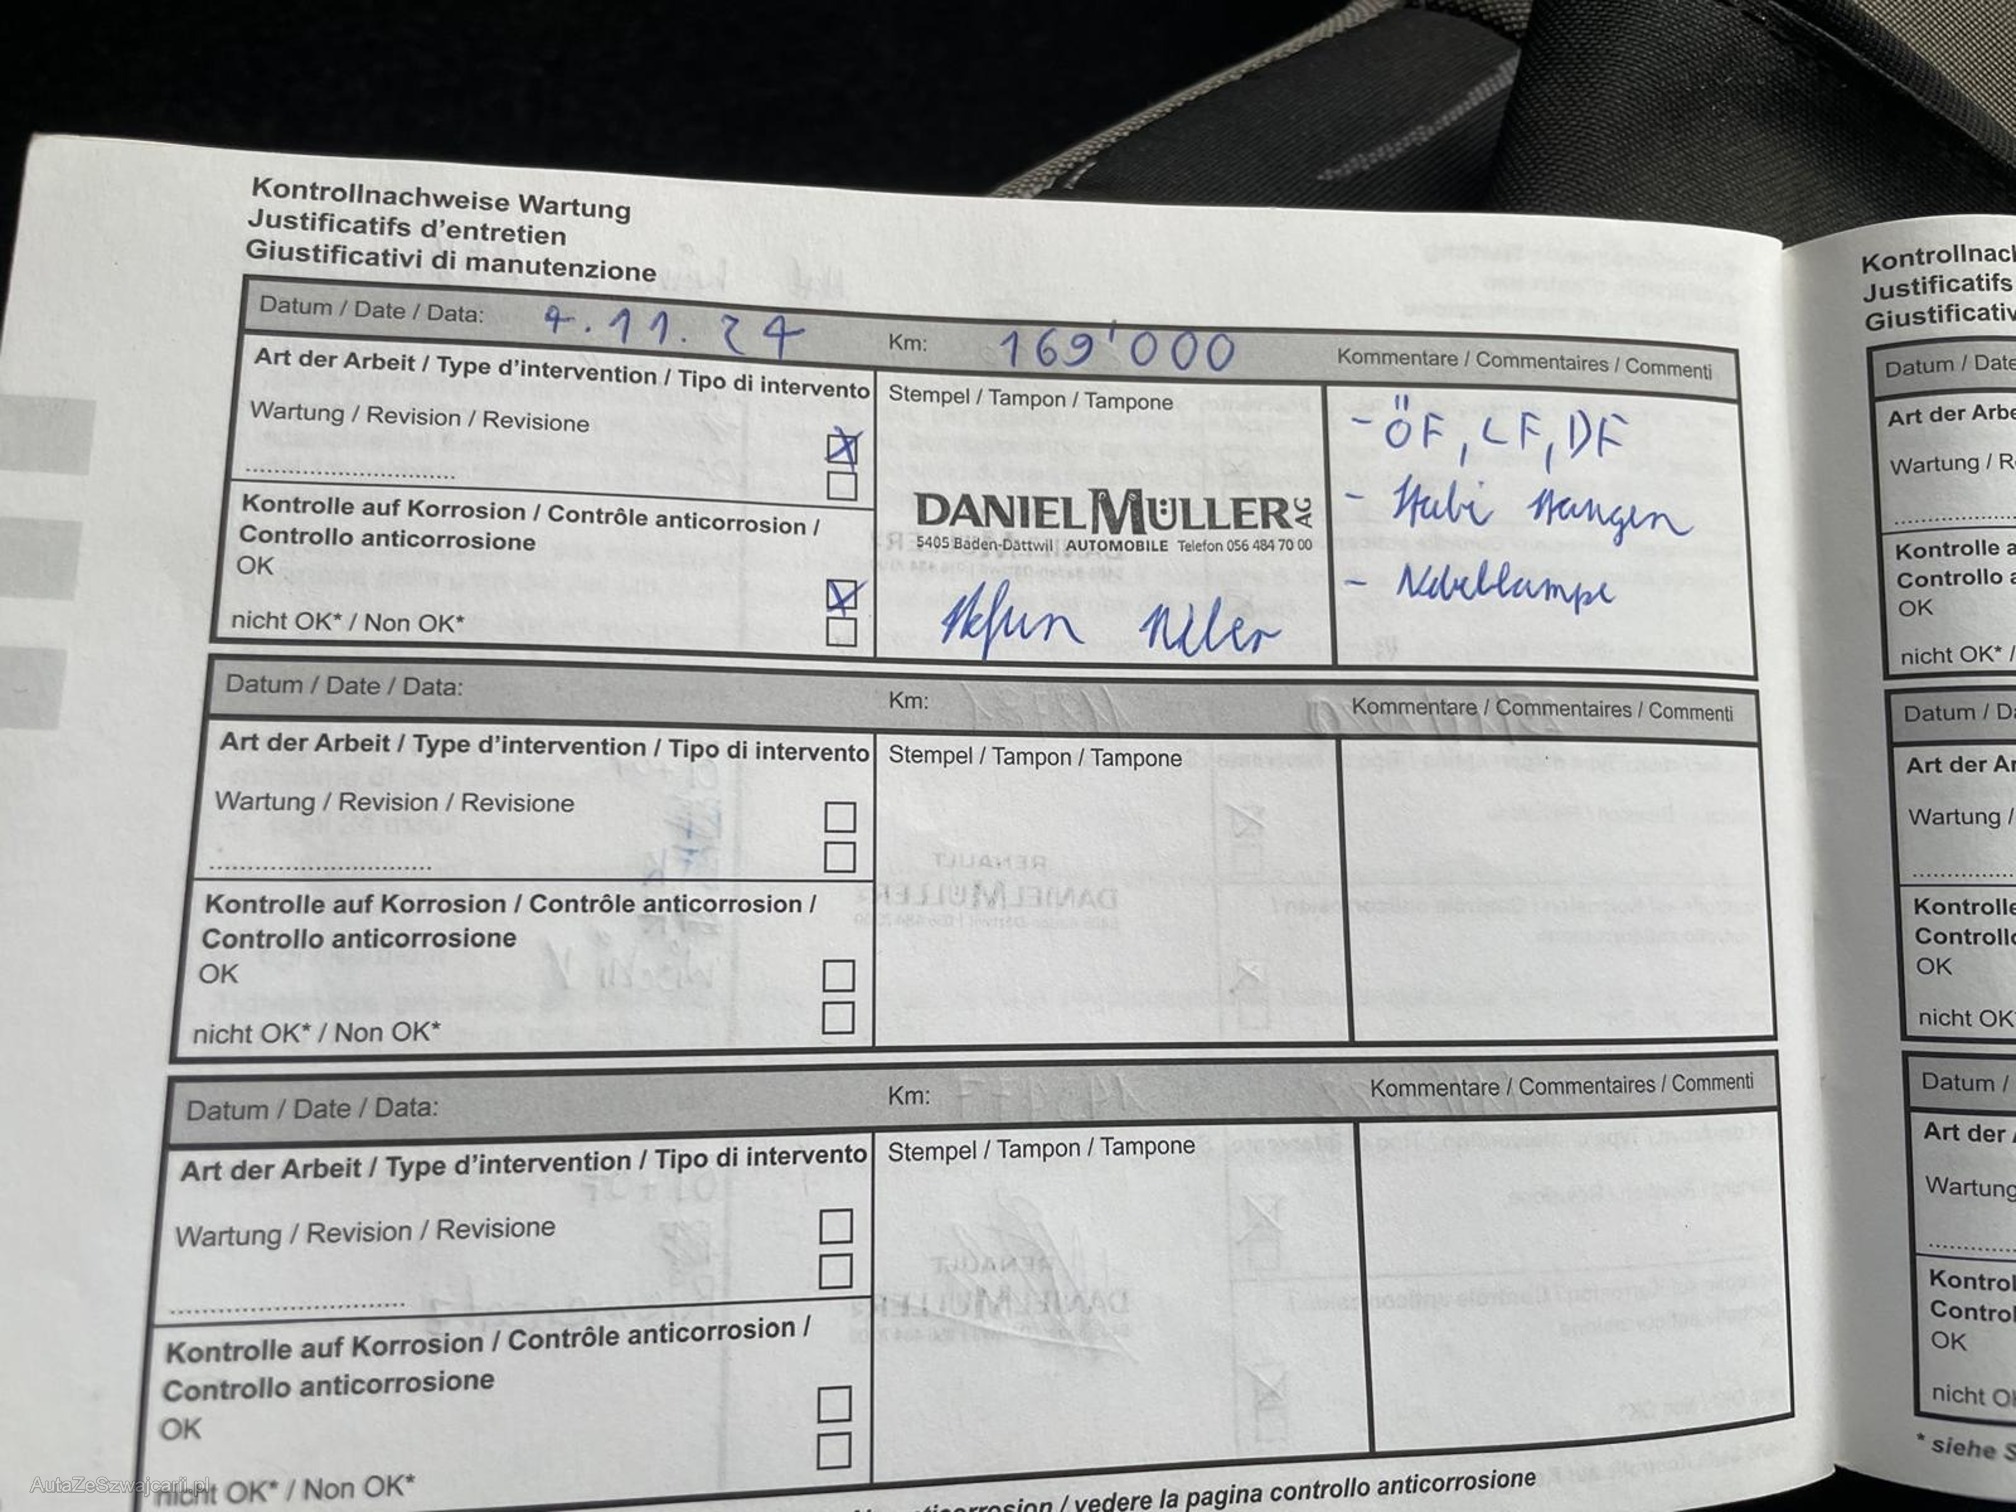 Kontrollnachweise Wartung
Justificatifs d'entretien
Giustificativi di manutenzione
Datum / Date / Data: 4.11.24 Km: 169'000 Kommentare / Commentaires / Commenti
Art der Arbeit / Type d'intervention / Tipo di intervento
Wartung / Revision / Revisione
Kontrolle auf Korrosion / Contrôle anticorrosion /
Controllo anticorrosione
OK
nicht OK* / Non OK*
Stempel / Tampon / Tampone
DANIEL MÜLLER AG
5405 Baden-Dättwil | AUTOMOBILE Telefon 056 484 70 00
- ÖF, LF, DF
- Stabi Stangen
- Nebellampe
Datum / Date / Data: Km: Kommentare / Commentaires / Commenti
Art der Arbeit / Type d'intervention / Tipo di intervento
Wartung / Revision / Revisione
Kontrolle auf Korrosion / Contrôle anticorrosion /
Controllo anticorrosione
OK
nicht OK* / Non OK*
Stempel / Tampon / Tampone
Datum / Date / Data: Km: Kommentare / Commentaires / Commenti
Art der Arbeit / Type d'intervention / Tipo di intervento
Wartung / Revision / Revisione
Kontrolle auf Korrosion / Contrôle anticorrosion /
Controllo anticorrosione
OK
nicht OK* / Non OK*
Stempel / Tampon / Tampone
/ vedere la pagina controllo anticorrosione
Kontrollnac
Justificatifs
Giustificativ
Datum / Date
Art der Arbe
Wartung / R
Kontrolle a
Controllo a
OK
nicht OK* /
Datum / D
Art der Ar
Wartung /
Kontrolle
Controllo
OK
nicht OK
Datum /
Art der
Wartung
Kontrol
Contro
OK
nicht O
* siehe S
AutaZeSzwajcarii.pl